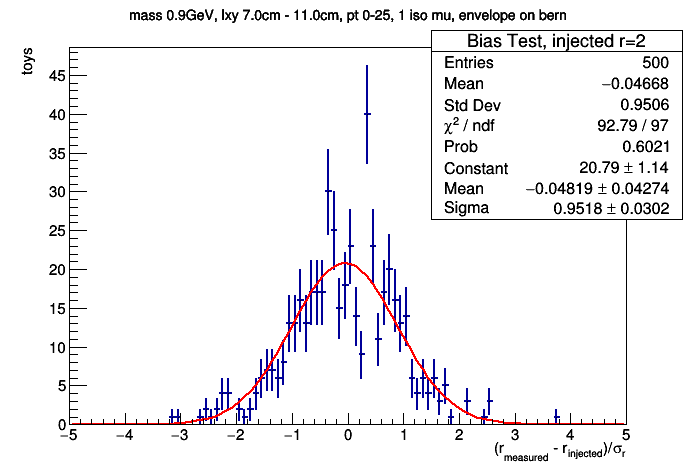 mass 0.9GeV, lxy 7.0cm - 11.0cm, pt 0-25, 1 iso mu, envelope on bern
toys
Bias Test, injected r=2
Entries 500
Mean −0.04668
Std Dev 0.9506
χ² / ndf 92.79 / 97
Prob 0.6021
Constant 20.79 ± 1.14
Mean −0.04819 ± 0.04274
Sigma 0.9518 ± 0.0302
45
40
35
30
25
20
15
10
5
0
−5 −4 −3 −2 −1 0 1 2 3 4 5
(r_measured - r_injected)/σ_r